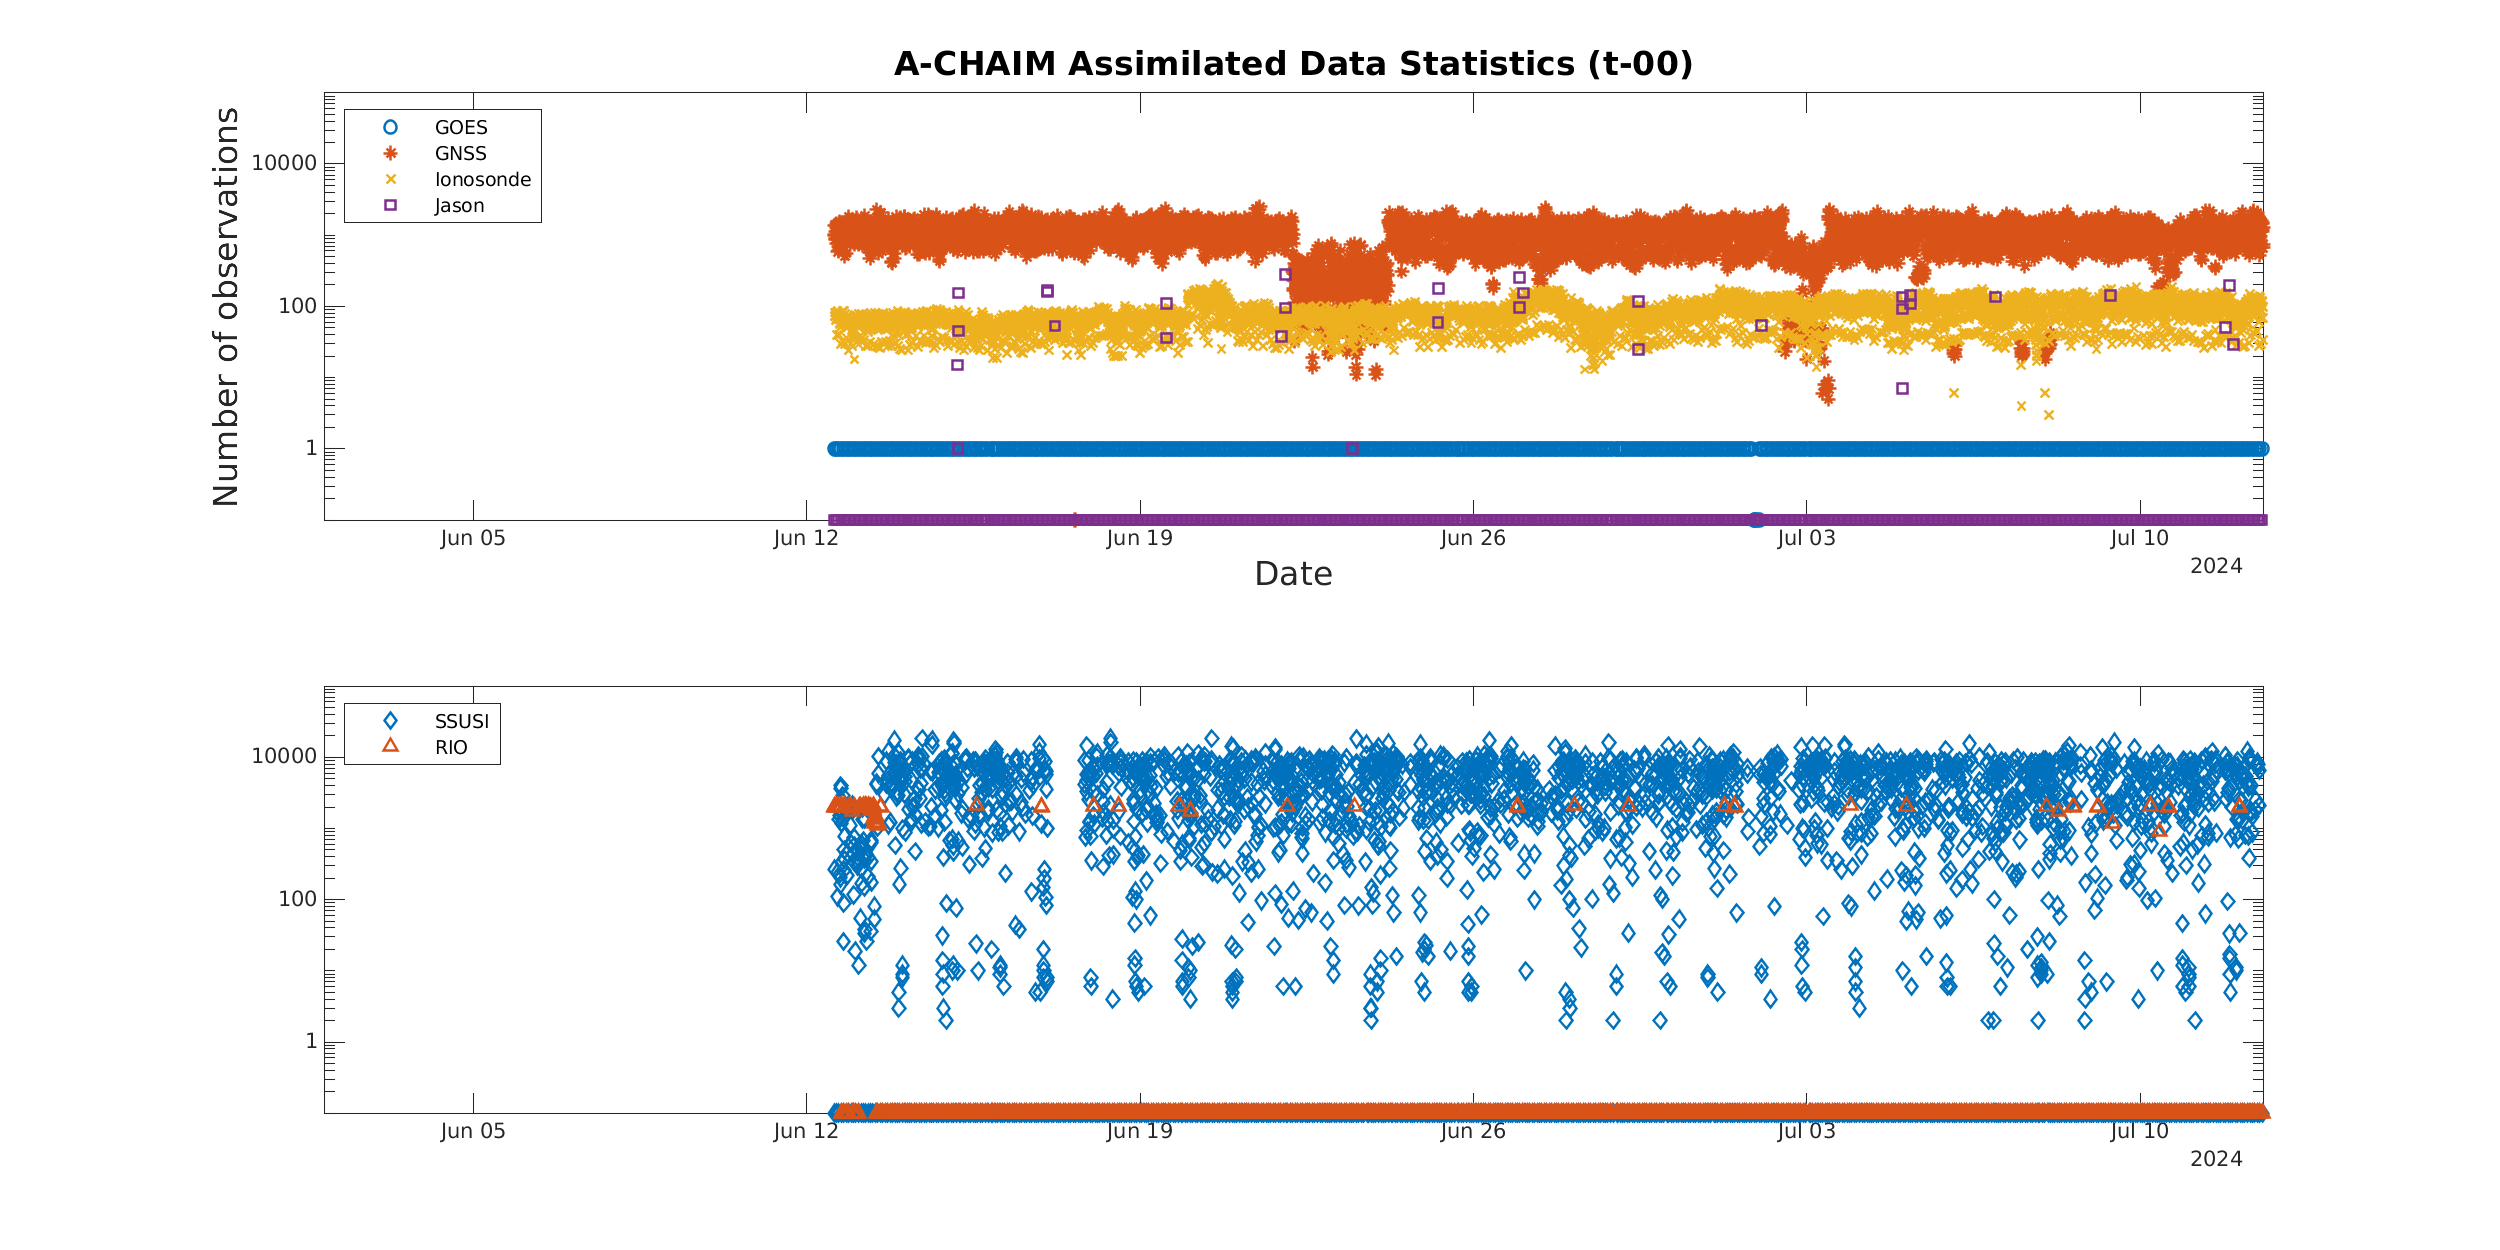 A-CHAIM Assimilated Data Statistics (t-00)
Number of observations
10000
100
1
GOES
GNSS
Ionosonde
Jason
Jun 05
Jun 12
Jun 19
Jun 26
Jul 03
Jul 10
2024
Date
10000
100
1
SSUSI
RIO
Jun 05
Jun 12
Jun 19
Jun 26
Jul 03
Jul 10
2024